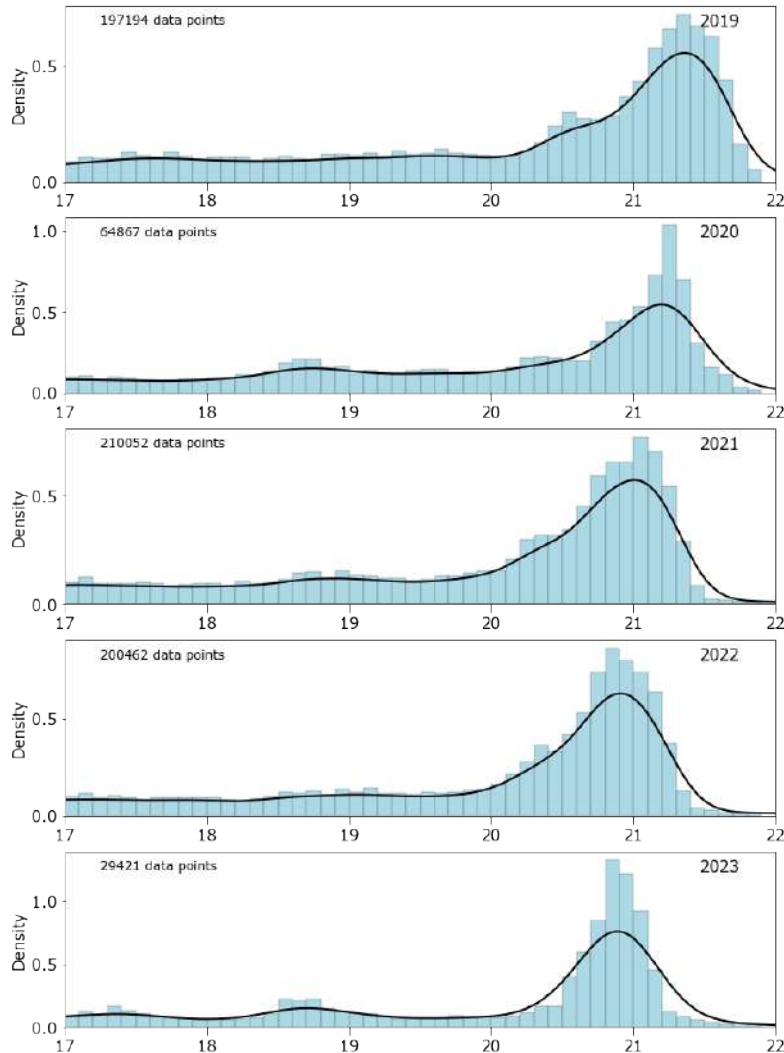 197194 data points
2019
Density
0.5
0.0
17 18 19 20 21 22
64867 data points
2020
Density
1.0
0.5
0.0
17 18 19 20 21 22
210052 data points
2021
Density
0.5
0.0
17 18 19 20 21 22
200462 data points
2022
Density
0.5
0.0
17 18 19 20 21 22
29421 data points
2023
Density
1.0
0.5
0.0
17 18 19 20 21 22